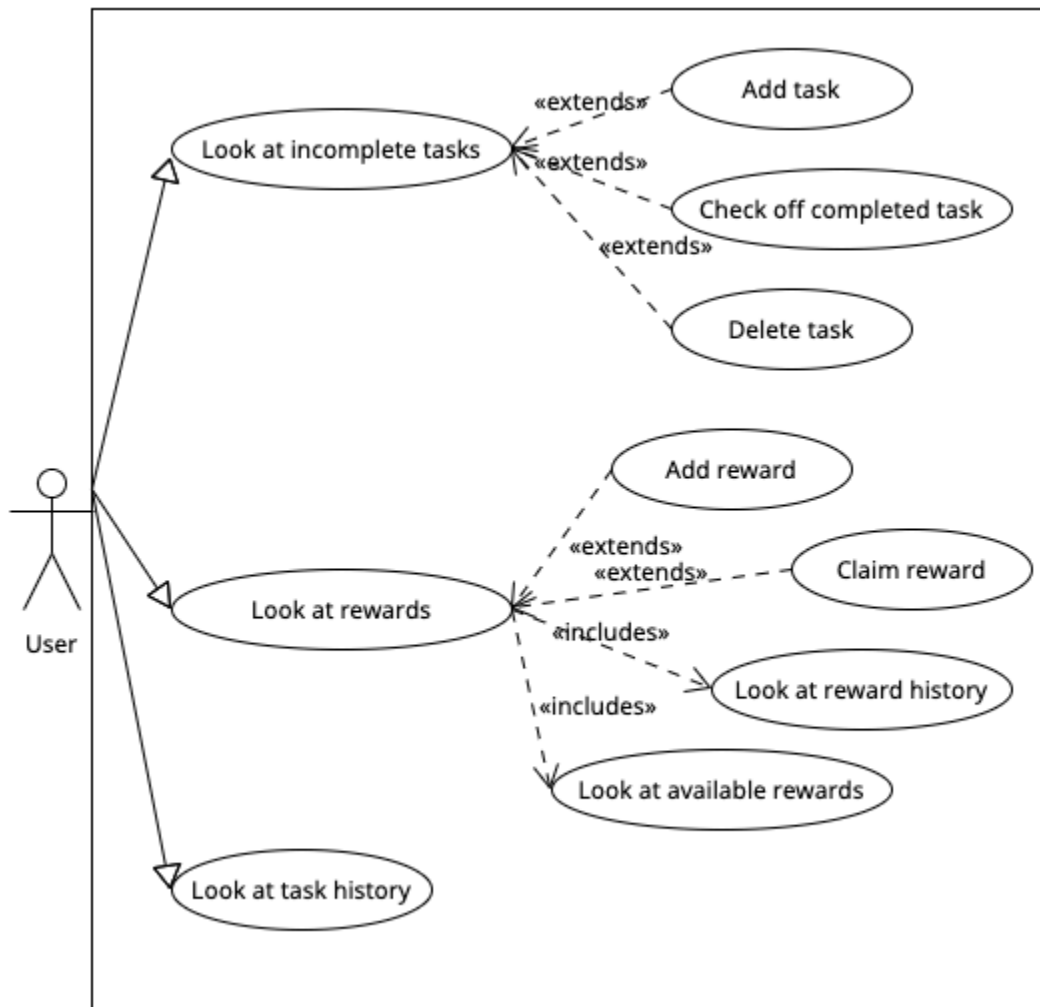 Add task
«extends»
Look at incomplete tasks
«extends»
Check off completed task
«extends»
Delete task
Add reward
«extends»
«extends»
Claim reward
Look at rewards
«includes»
User
Look at reward history
«includes»
Look at available rewards
Look at task history